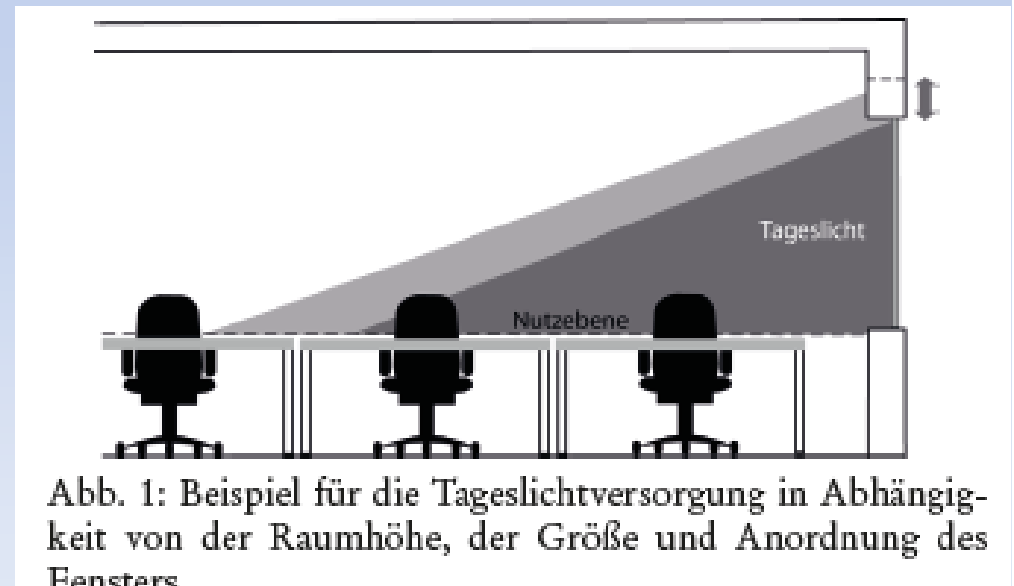 Tageslicht
Nutzebene
Abb. 1: Beispiel für die Tageslichtversorgung in Abhängig-
keit von der Raumhöhe, der Größe und Anordnung des
Fensters